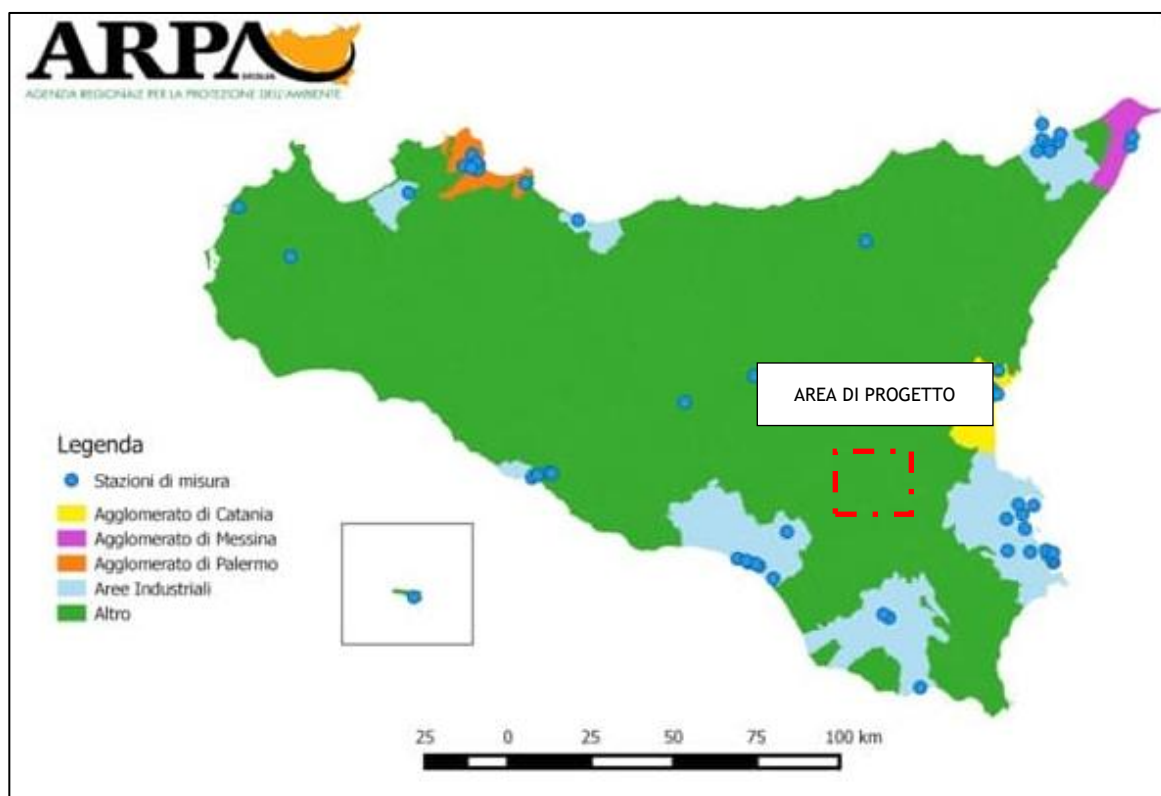 ARPA
SICILIA
AGENZIA REGIONALE PER LA PROTEZIONE DELL'AMBIENTE
AREA DI PROGETTO
Legenda
Stazioni di misura
Agglomerato di Catania
Agglomerato di Messina
Agglomerato di Palermo
Aree Industriali
Altro
25 0 25 50 75 100 km